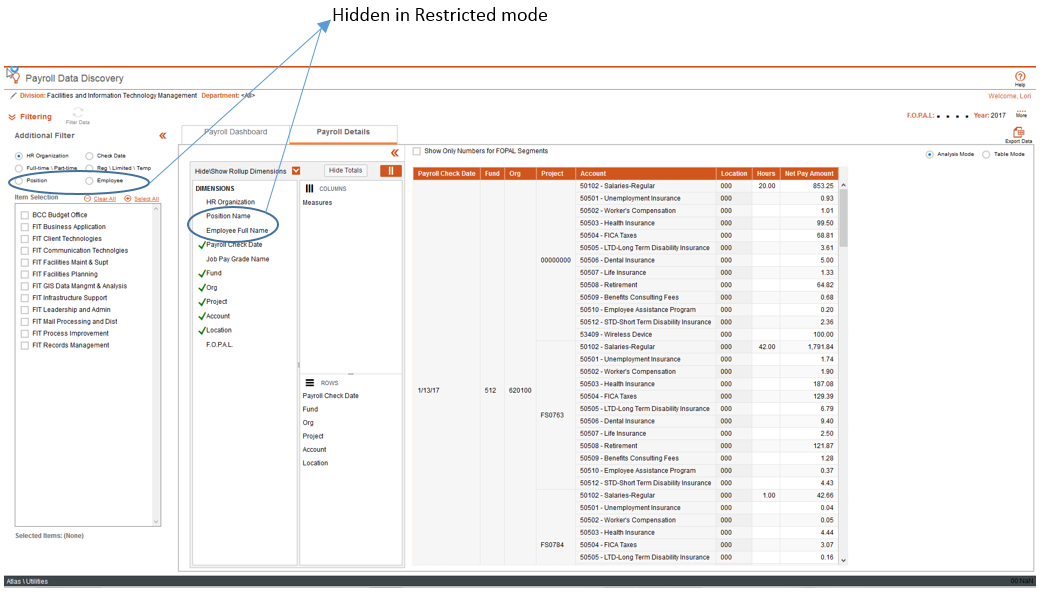 Hidden in Restricted mode
Payroll Data Discovery
Help
Division: Facilities and Information Technology Management Department: <All>
Welcome, Lori
Filtering
Filter Data
F.O.P.A.L: . . . . Year: 2017
More
Export Data
Additional Filter
Payroll Dashboard
Payroll Details
HR Organization
Check Date
Full-time \ Part-time
Reg \ Limited \ Temp
Position
Employee
Item Selection
Clear All
Select All
BCC Budget Office
FIT Business Application
FIT Client Technologies
FIT Communication Technolgies
FIT Facilities Maint & Supt
FIT Facilities Planning
FIT GIS Data Mangmt & Analysis
FIT Infrastructure Support
FIT Leadership and Admin
FIT Mail Processing and Dist
FIT Process Improvement
FIT Records Management
Selected Items: (None)
Hide/Show Rollup Dimensions
Hide Totals
DIMENSIONS
HR Organization
Position Name
Employee Full Name
Payroll Check Date
Job Pay Grade Name
Fund
Org
Project
Account
Location
F.O.P.A.L.
COLUMNS
Measures
ROWS
Payroll Check Date
Fund
Org
Project
Account
Location
Show Only Numbers for FOPAL Segments
Analysis Mode
Table Mode
Payroll Check Date Fund Org Project Account Location Hours Net Pay Amount
50102 - Salaries-Regular 000 20.00 853.25
50501 - Unemployment Insurance 000 0.93
50502 - Worker's Compensation 000 1.01
50503 - Health Insurance 000 99.50
50504 - FICA Taxes 000 68.81
50505 - LTD-Long Term Disability Insurance 000 3.61
00000000 50506 - Dental Insurance 000 5.00
50507 - Life Insurance 000 1.33
50508 - Retirement 000 64.82
50509 - Benefits Consulting Fees 000 0.68
50510 - Employee Assistance Program 000 0.20
50512 - STD-Short Term Disability Insurance 000 2.36
53409 - Wireless Device 000 100.00
50102 - Salaries-Regular 000 42.00 1,791.84
50501 - Unemployment Insurance 000 1.74
50502 - Worker's Compensation 000 1.90
50503 - Health Insurance 000 187.08
1/13/17 512 620100 50504 - FICA Taxes 000 129.39
50505 - LTD-Long Term Disability Insurance 000 6.79
FS0763 50506 - Dental Insurance 000 9.40
50507 - Life Insurance 000 2.50
50508 - Retirement 000 121.87
50509 - Benefits Consulting Fees 000 1.28
50510 - Employee Assistance Program 000 0.37
50512 - STD-Short Term Disability Insurance 000 4.43
50102 - Salaries-Regular 000 1.00 42.66
50501 - Unemployment Insurance 000 0.04
50502 - Worker's Compensation 000 0.05
50503 - Health Insurance 000 4.44
FS0784 50504 - FICA Taxes 000 3.07
50505 - LTD-Long Term Disability Insurance 000 0.16
Atlas \ Utilities
00:NaN